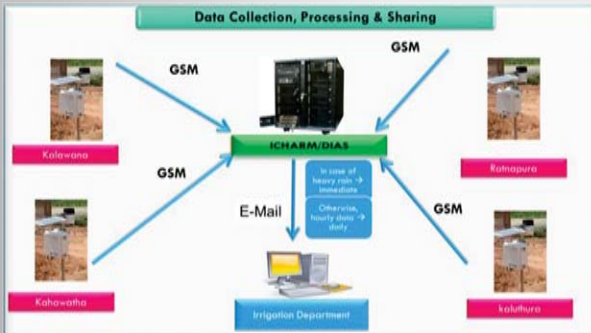 Data Collection, Processing & Sharing
GSM
GSM
ICHARM/DIAS
Kalawana
Ratnapura
GSM
In case of
heavy rain →
immediate
E-Mail
Otherwise,
hourly data →
daily
GSM
Kahawatha
kaluthura
Irrigation Department